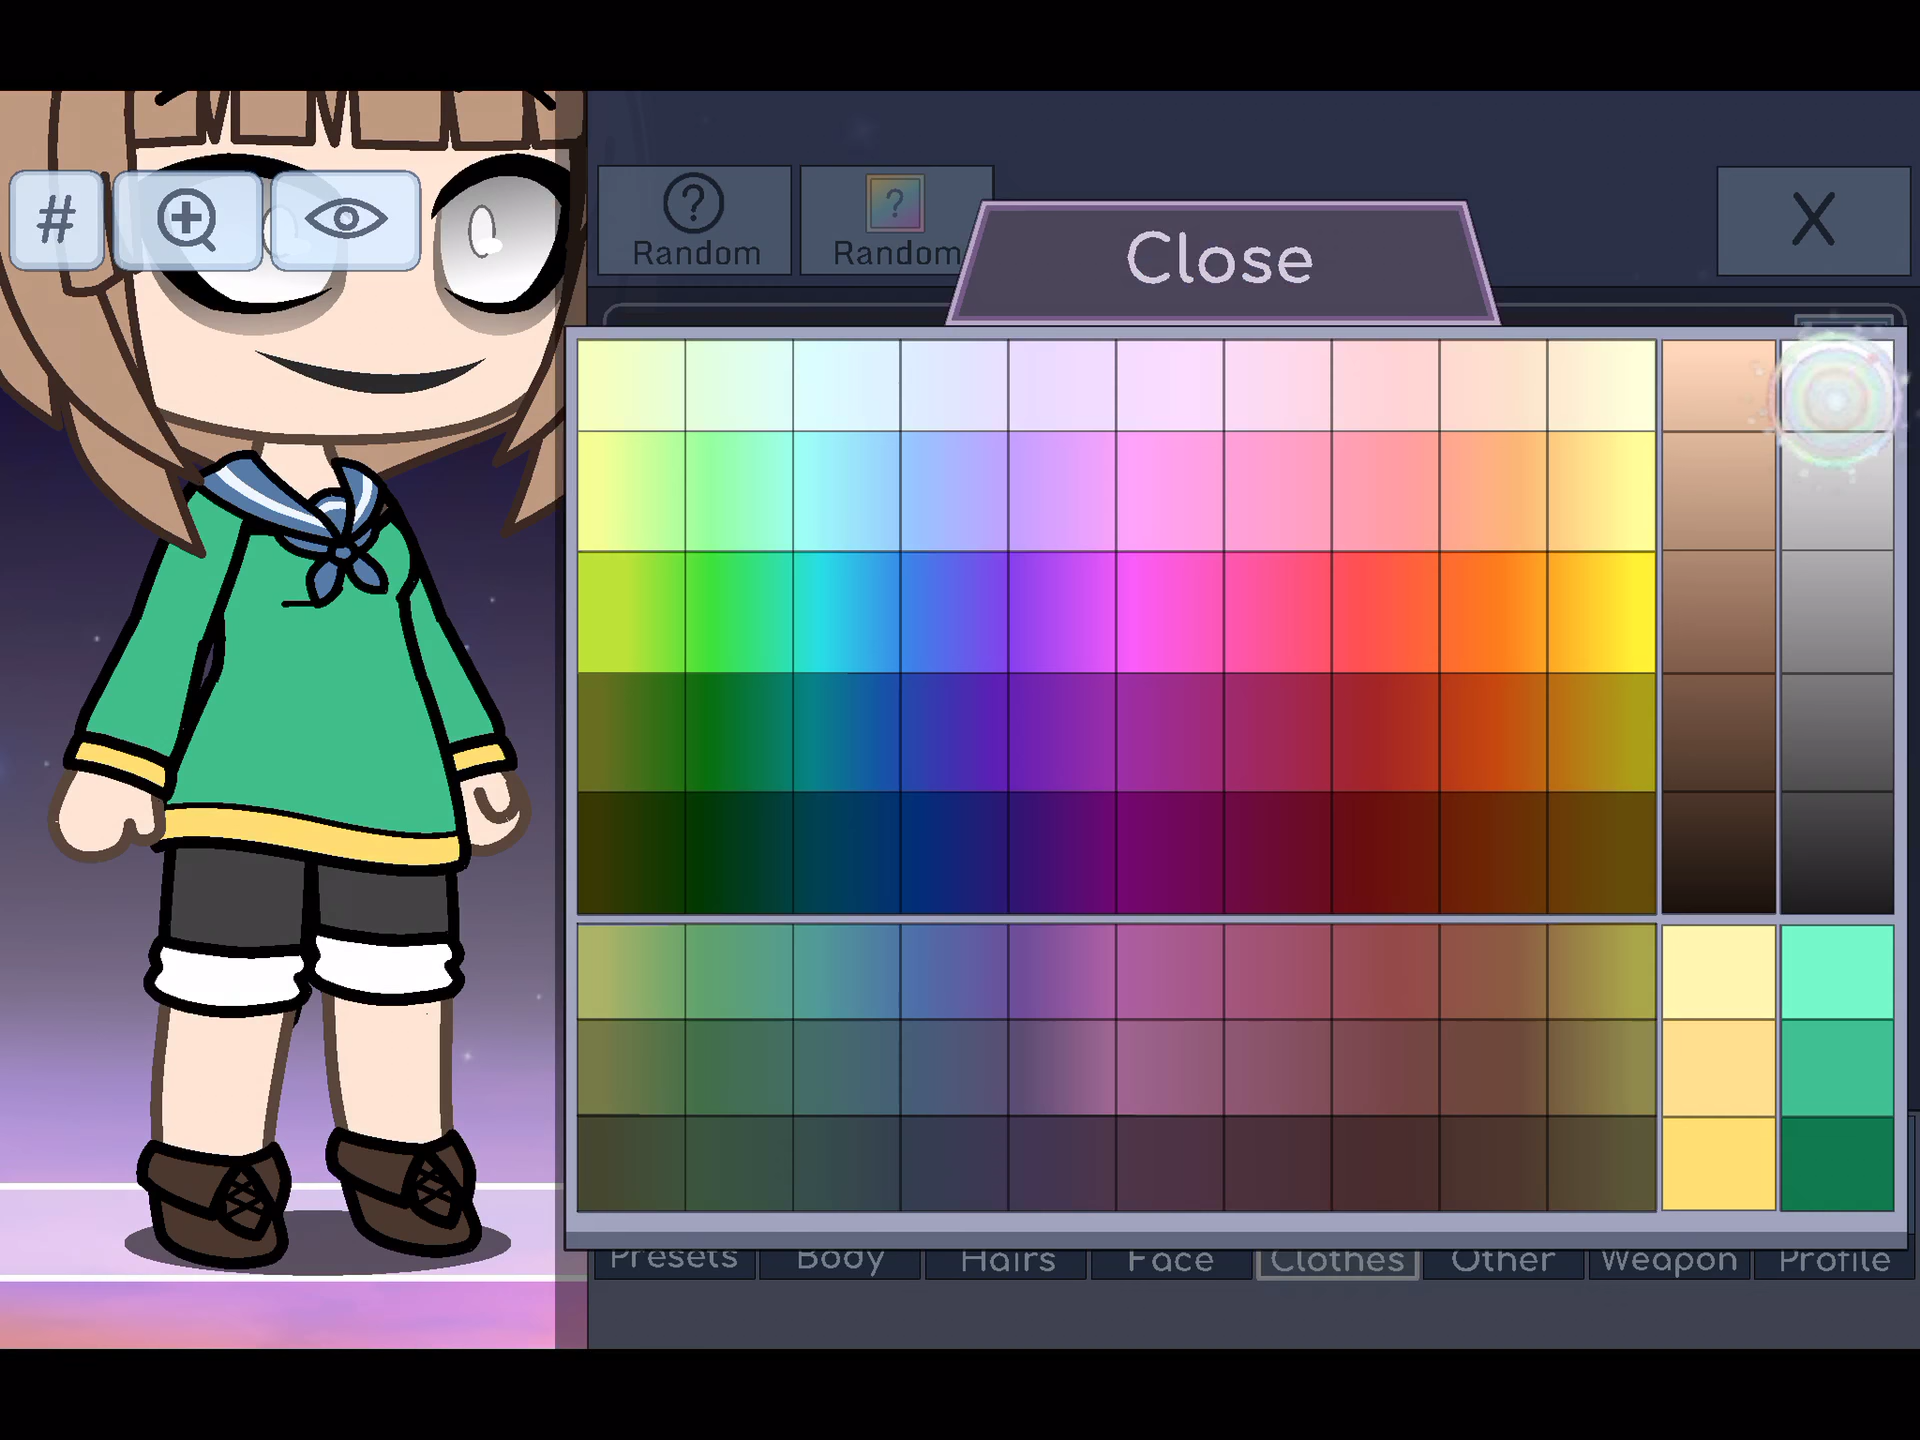 #
? Random
? Random
X
Close
Presets
Body
Hairs
Face
Clothes
Other
Weapon
Profile